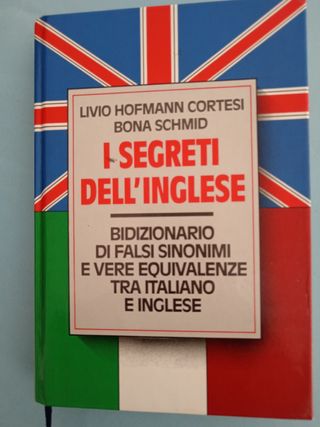 LIVIO HOFMANN CORTESI
BONA SCHMID
I SEGRETI
DELL'INGLESE
BIDIZIONARIO
DI FALSI SINONIMI
E VERE EQUIVALENZE
TRA ITALIANO
E INGLESE